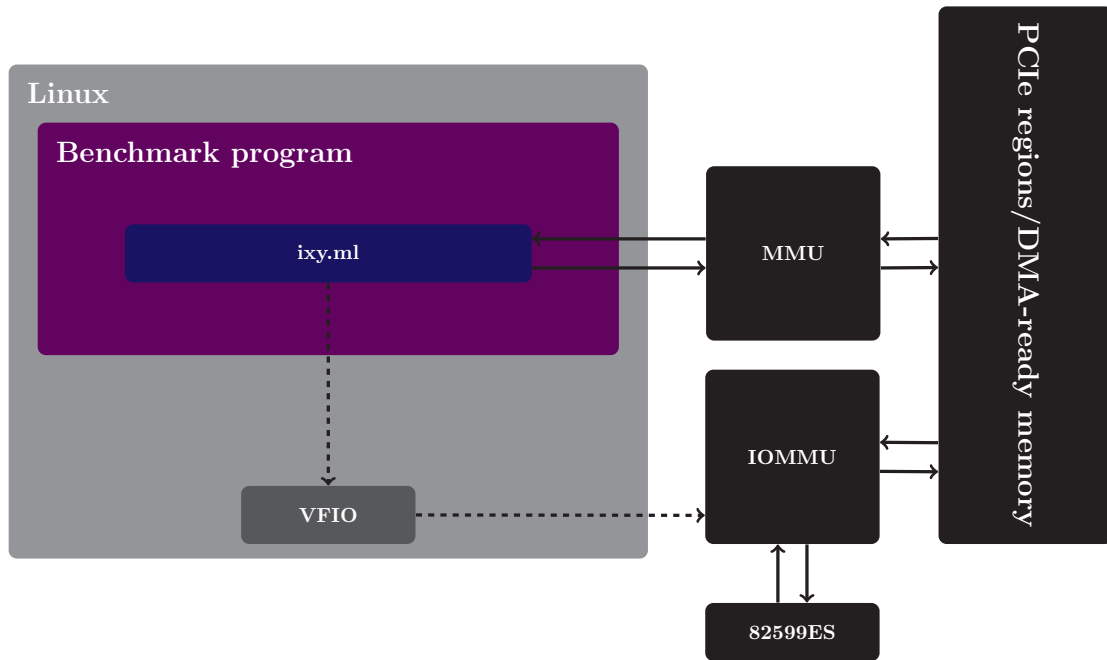 Linux
Benchmark program
ixy.ml
VFIO
MMU
IOMMU
82599ES
PCIe regions/DMA-ready memory